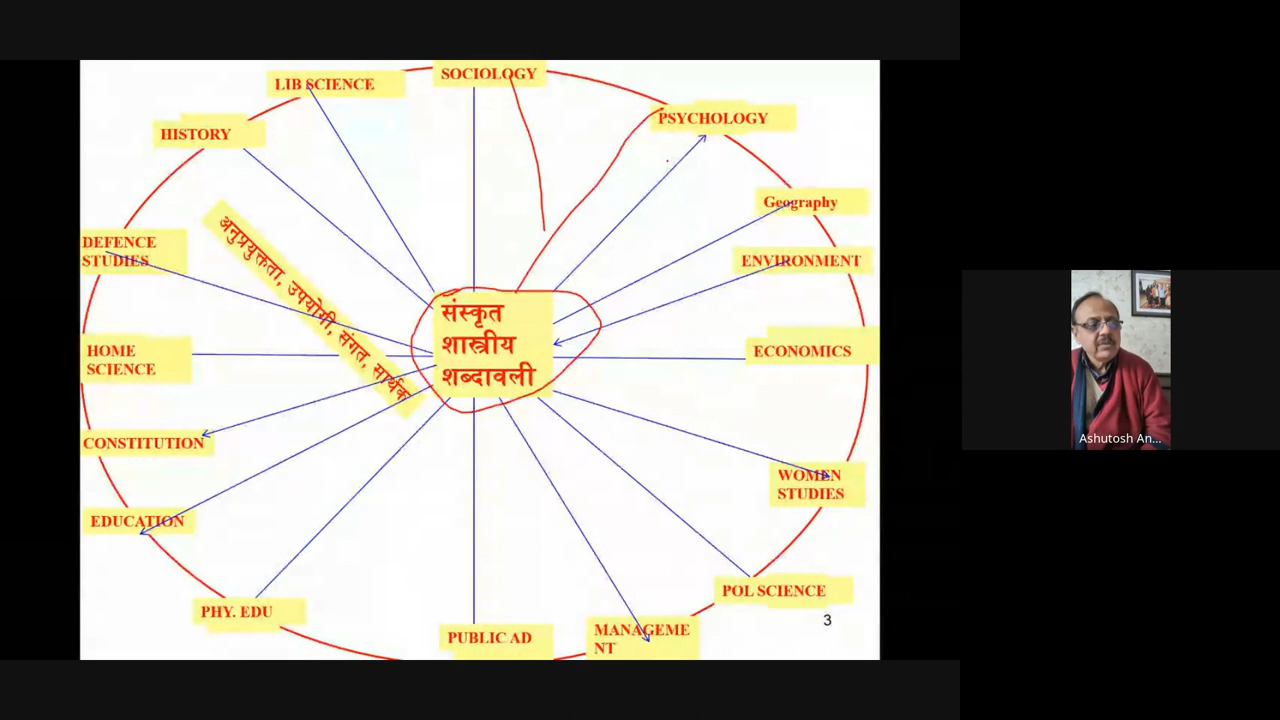 SOCIOLOGY
LIB SCIENCE
PSYCHOLOGY
HISTORY
Geography
DEFENCE
STUDIES
अनुप्रयुक्तता, उपयोगी, संगत, सार्थक
ENVIRONMENT
संस्कृत
शास्त्रीय
शब्दावली
HOME
SCIENCE
ECONOMICS
CONSTITUTION
WOMEN
STUDIES
EDUCATION
POL SCIENCE
PHY. EDU
PUBLIC AD
MANAGEME
NT
3
Ashutosh An...